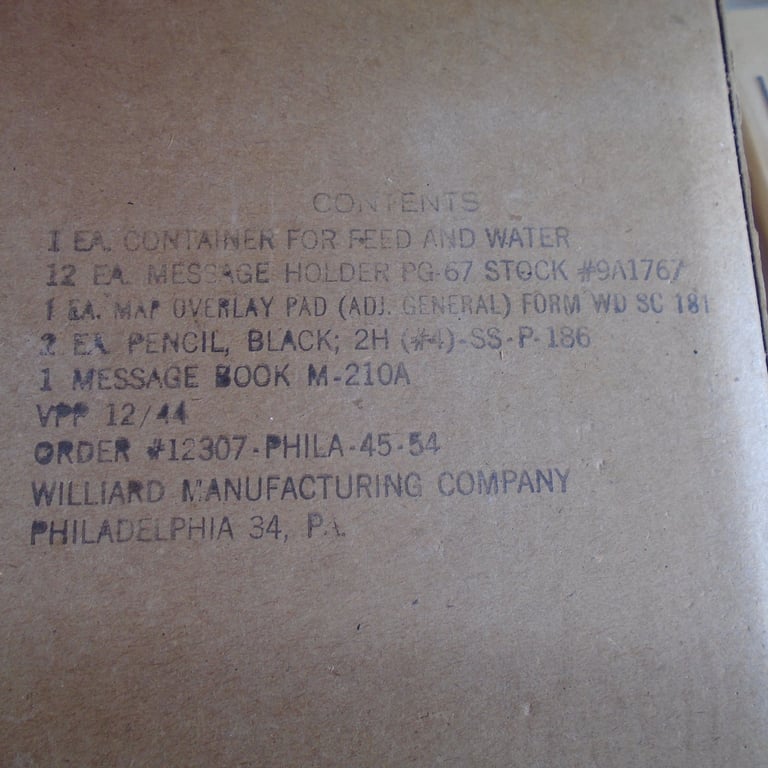 CONTENTS
1 EA. CONTAINER FOR FEED AND WATER
12 EA. MESSAGE HOLDER PG-67 STOCK #9A1767
1 EA. MAP OVERLAY PAD (ADJ. GENERAL) FORM WD SC 181
2 EA. PENCIL, BLACK; 2H (#4)-SS-P-186
1 MESSAGE BOOK M-210A
VPP 12/44
ORDER #12307-PHILA-45-54
WILLIARD MANUFACTURING COMPANY
PHILADELPHIA 34, PA.